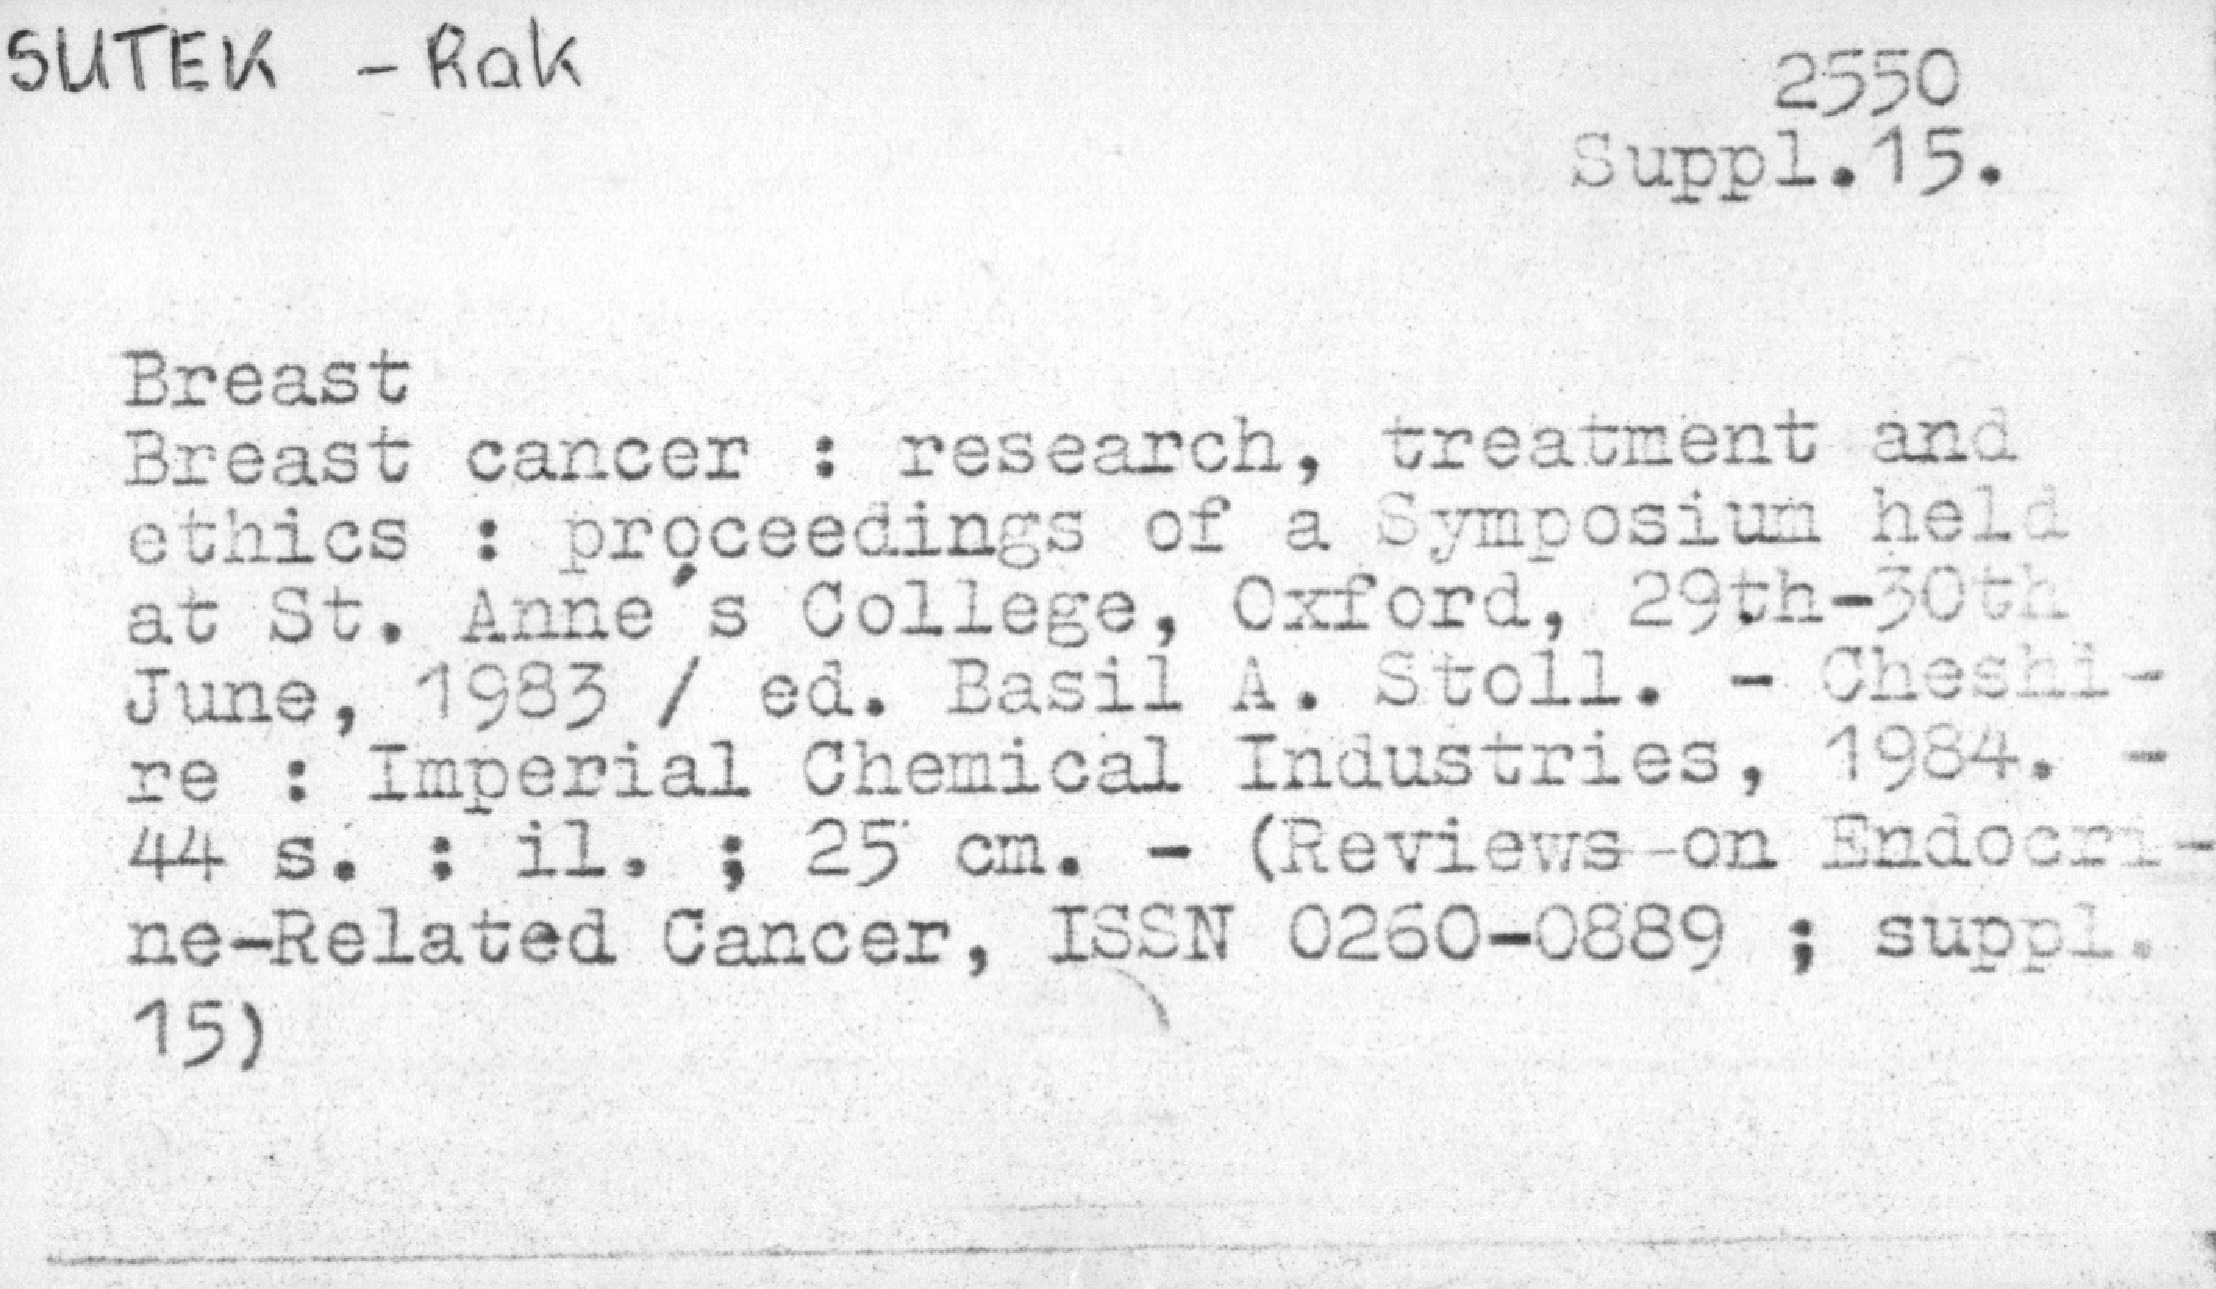 SUTEK - Rak
2550
Suppl.15.
Breast
Breast cancer : research, treatment and
ethics : proceedings of a Symposium held
at St. Anne's College, Oxford, 29th-30th
June, 1983 / ed. Basil A. Stoll. - Cheshi-
re : Imperial Chemical Industries, 1984. -
44 s. : il. ; 25 cm. - (Reviews on Endocri-
ne-Related Cancer, ISSN 0260-0889 ; suppl.
15)